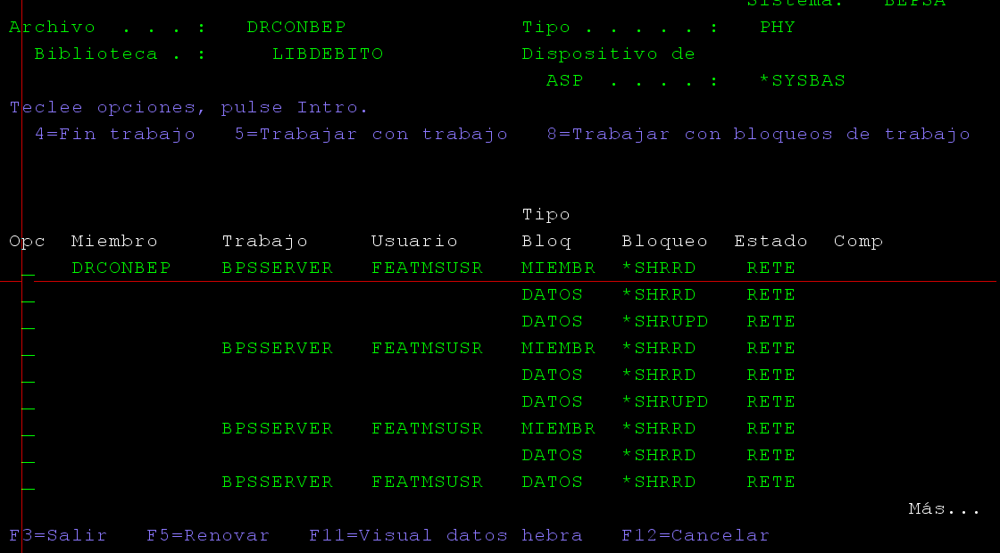 Sistema:   BEPSA
Archivo  . . . :   DRCONBEP              Tipo . . . . . :   PHY
  Biblioteca . :     LIBDEBITO           Dispositivo de
                                           ASP  . . . . :   *SYSBAS
Teclee opciones, pulse Intro.
  4=Fin trabajo   5=Trabajar con trabajo   8=Trabajar con bloqueos de trabajo
Tipo
Opc  Miembro     Trabajo     Usuario     Bloq    Bloqueo  Estado  Comp
 _   DRCONBEP    BPSSERVER   FEATMSUSR   MIEMBR  *SHRRD    RETE
 _                                       DATOS   *SHRRD    RETE
 _                                       DATOS   *SHRUPD   RETE
 _               BPSSERVER   FEATMSUSR   MIEMBR  *SHRRD    RETE
 _                                       DATOS   *SHRRD    RETE
 _                                       DATOS   *SHRUPD   RETE
 _               BPSSERVER   FEATMSUSR   MIEMBR  *SHRRD    RETE
 _                                       DATOS   *SHRRD    RETE
 _               BPSSERVER   FEATMSUSR   DATOS   *SHRRD    RETE
Más...
F3=Salir   F5=Renovar   F11=Visual datos hebra   F12=Cancelar